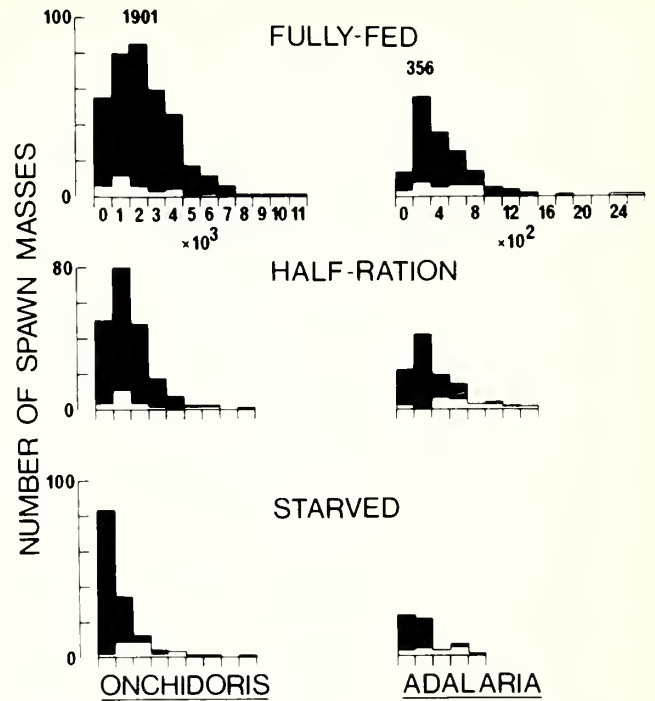 100
1901
FULLY-FED
356
0
0 1 2 3 4 5 6 7 8 9 10 11
×10³
0 4 8 12 16 20 24
×10²
NUMBER OF SPAWN MASSES
80
HALF-RATION
0
100
STARVED
0
ONCHIDORIS
ADALARIA